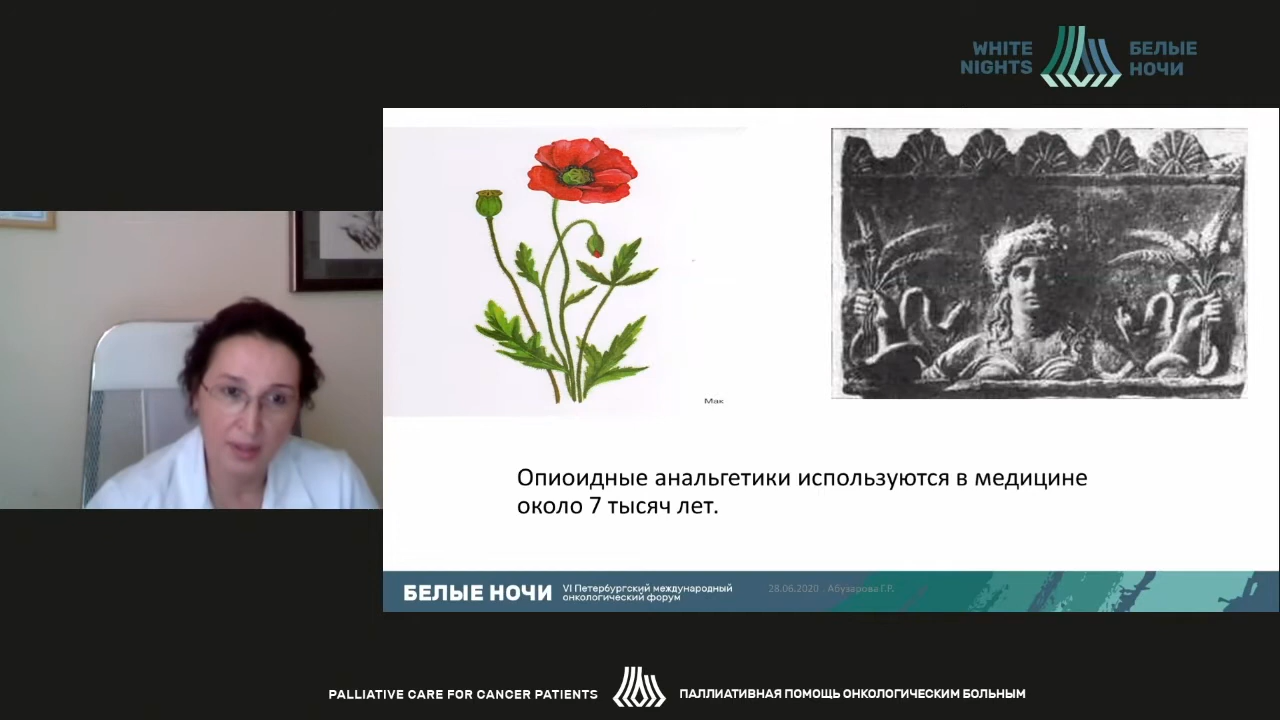 WHITE
NIGHTS
БЕЛЫЕ
НОЧИ
Мак
Опиоидные анальгетики используются в медицине
около 7 тысяч лет.
БЕЛЫЕ НОЧИ
VI Петербургский международный
онкологический форум
28.06.2020 Абузарова Г.Р.
PALLIATIVE CARE FOR CANCER PATIENTS
ПАЛЛИАТИВНАЯ ПОМОЩЬ ОНКОЛОГИЧЕСКИМ БОЛЬНЫМ